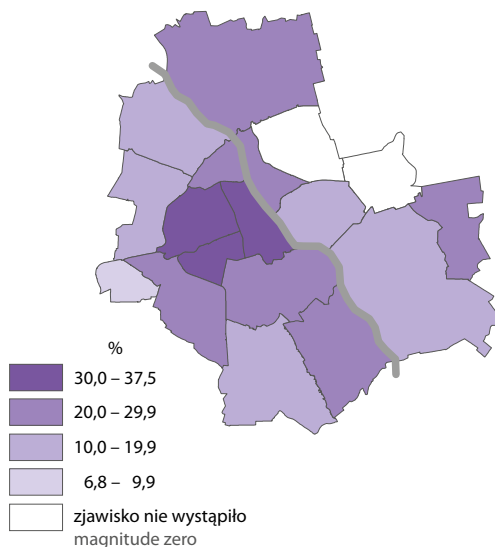 %
30,0 – 37,5
20,0 – 29,9
10,0 – 19,9
6,8 – 9,9
zjawisko nie wystąpiło
magnitude zero